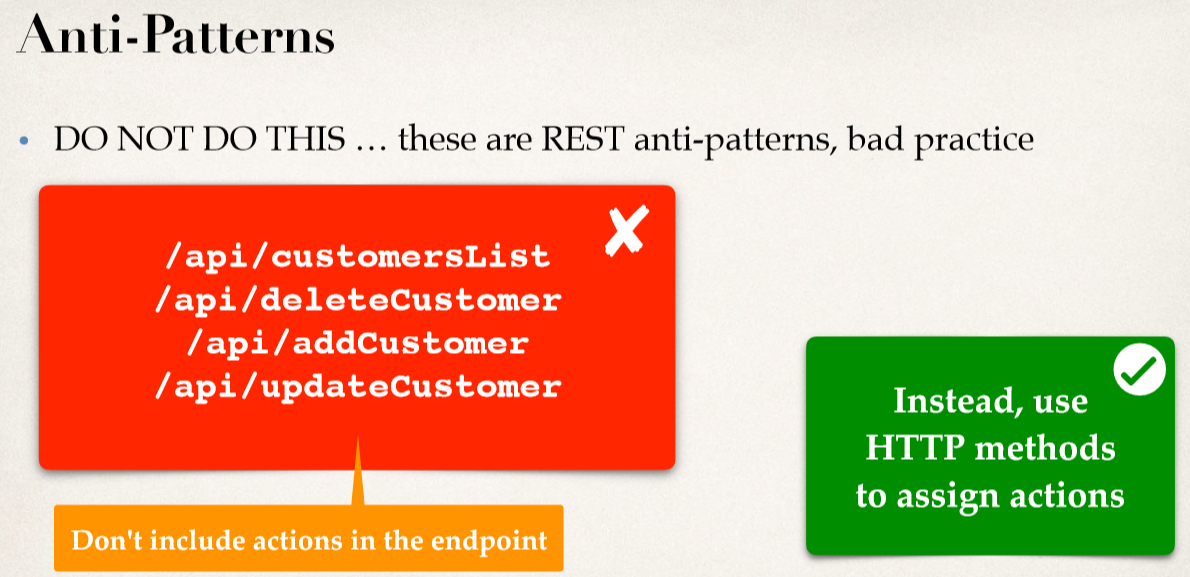 Anti-Patterns
• DO NOT DO THIS … these are REST anti-patterns, bad practice
/api/customersList
/api/deleteCustomer
/api/addCustomer
/api/updateCustomer
Don't include actions in the endpoint
Instead, use
HTTP methods
to assign actions